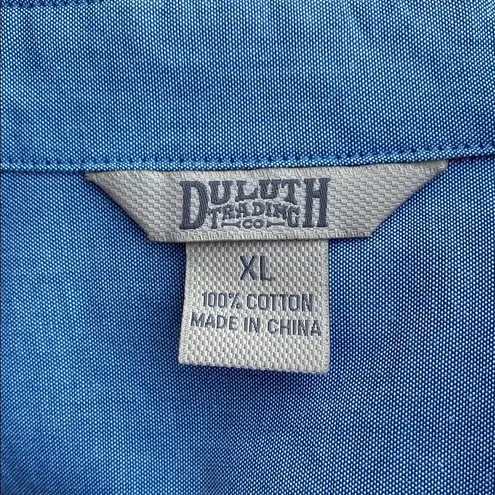 DULUTH
TRADING
CO
XL
100% COTTON
MADE IN CHINA